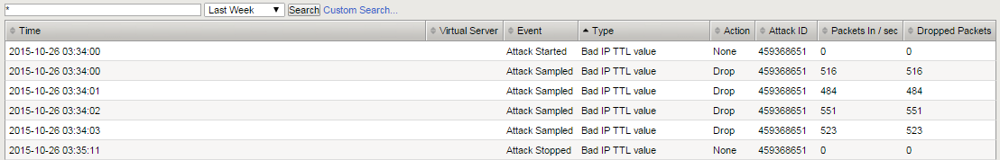 * Last Week Search Custom Search...
Time Virtual Server Event Type Action Attack ID Packets In / sec Dropped Packets
2015-10-26 03:34:00 Attack Started Bad IP TTL value None 459368651 0 0
2015-10-26 03:34:00 Attack Sampled Bad IP TTL value Drop 459368651 516 516
2015-10-26 03:34:01 Attack Sampled Bad IP TTL value Drop 459368651 484 484
2015-10-26 03:34:02 Attack Sampled Bad IP TTL value Drop 459368651 551 551
2015-10-26 03:34:03 Attack Sampled Bad IP TTL value Drop 459368651 523 523
2015-10-26 03:35:11 Attack Stopped Bad IP TTL value None 459368651 0 0